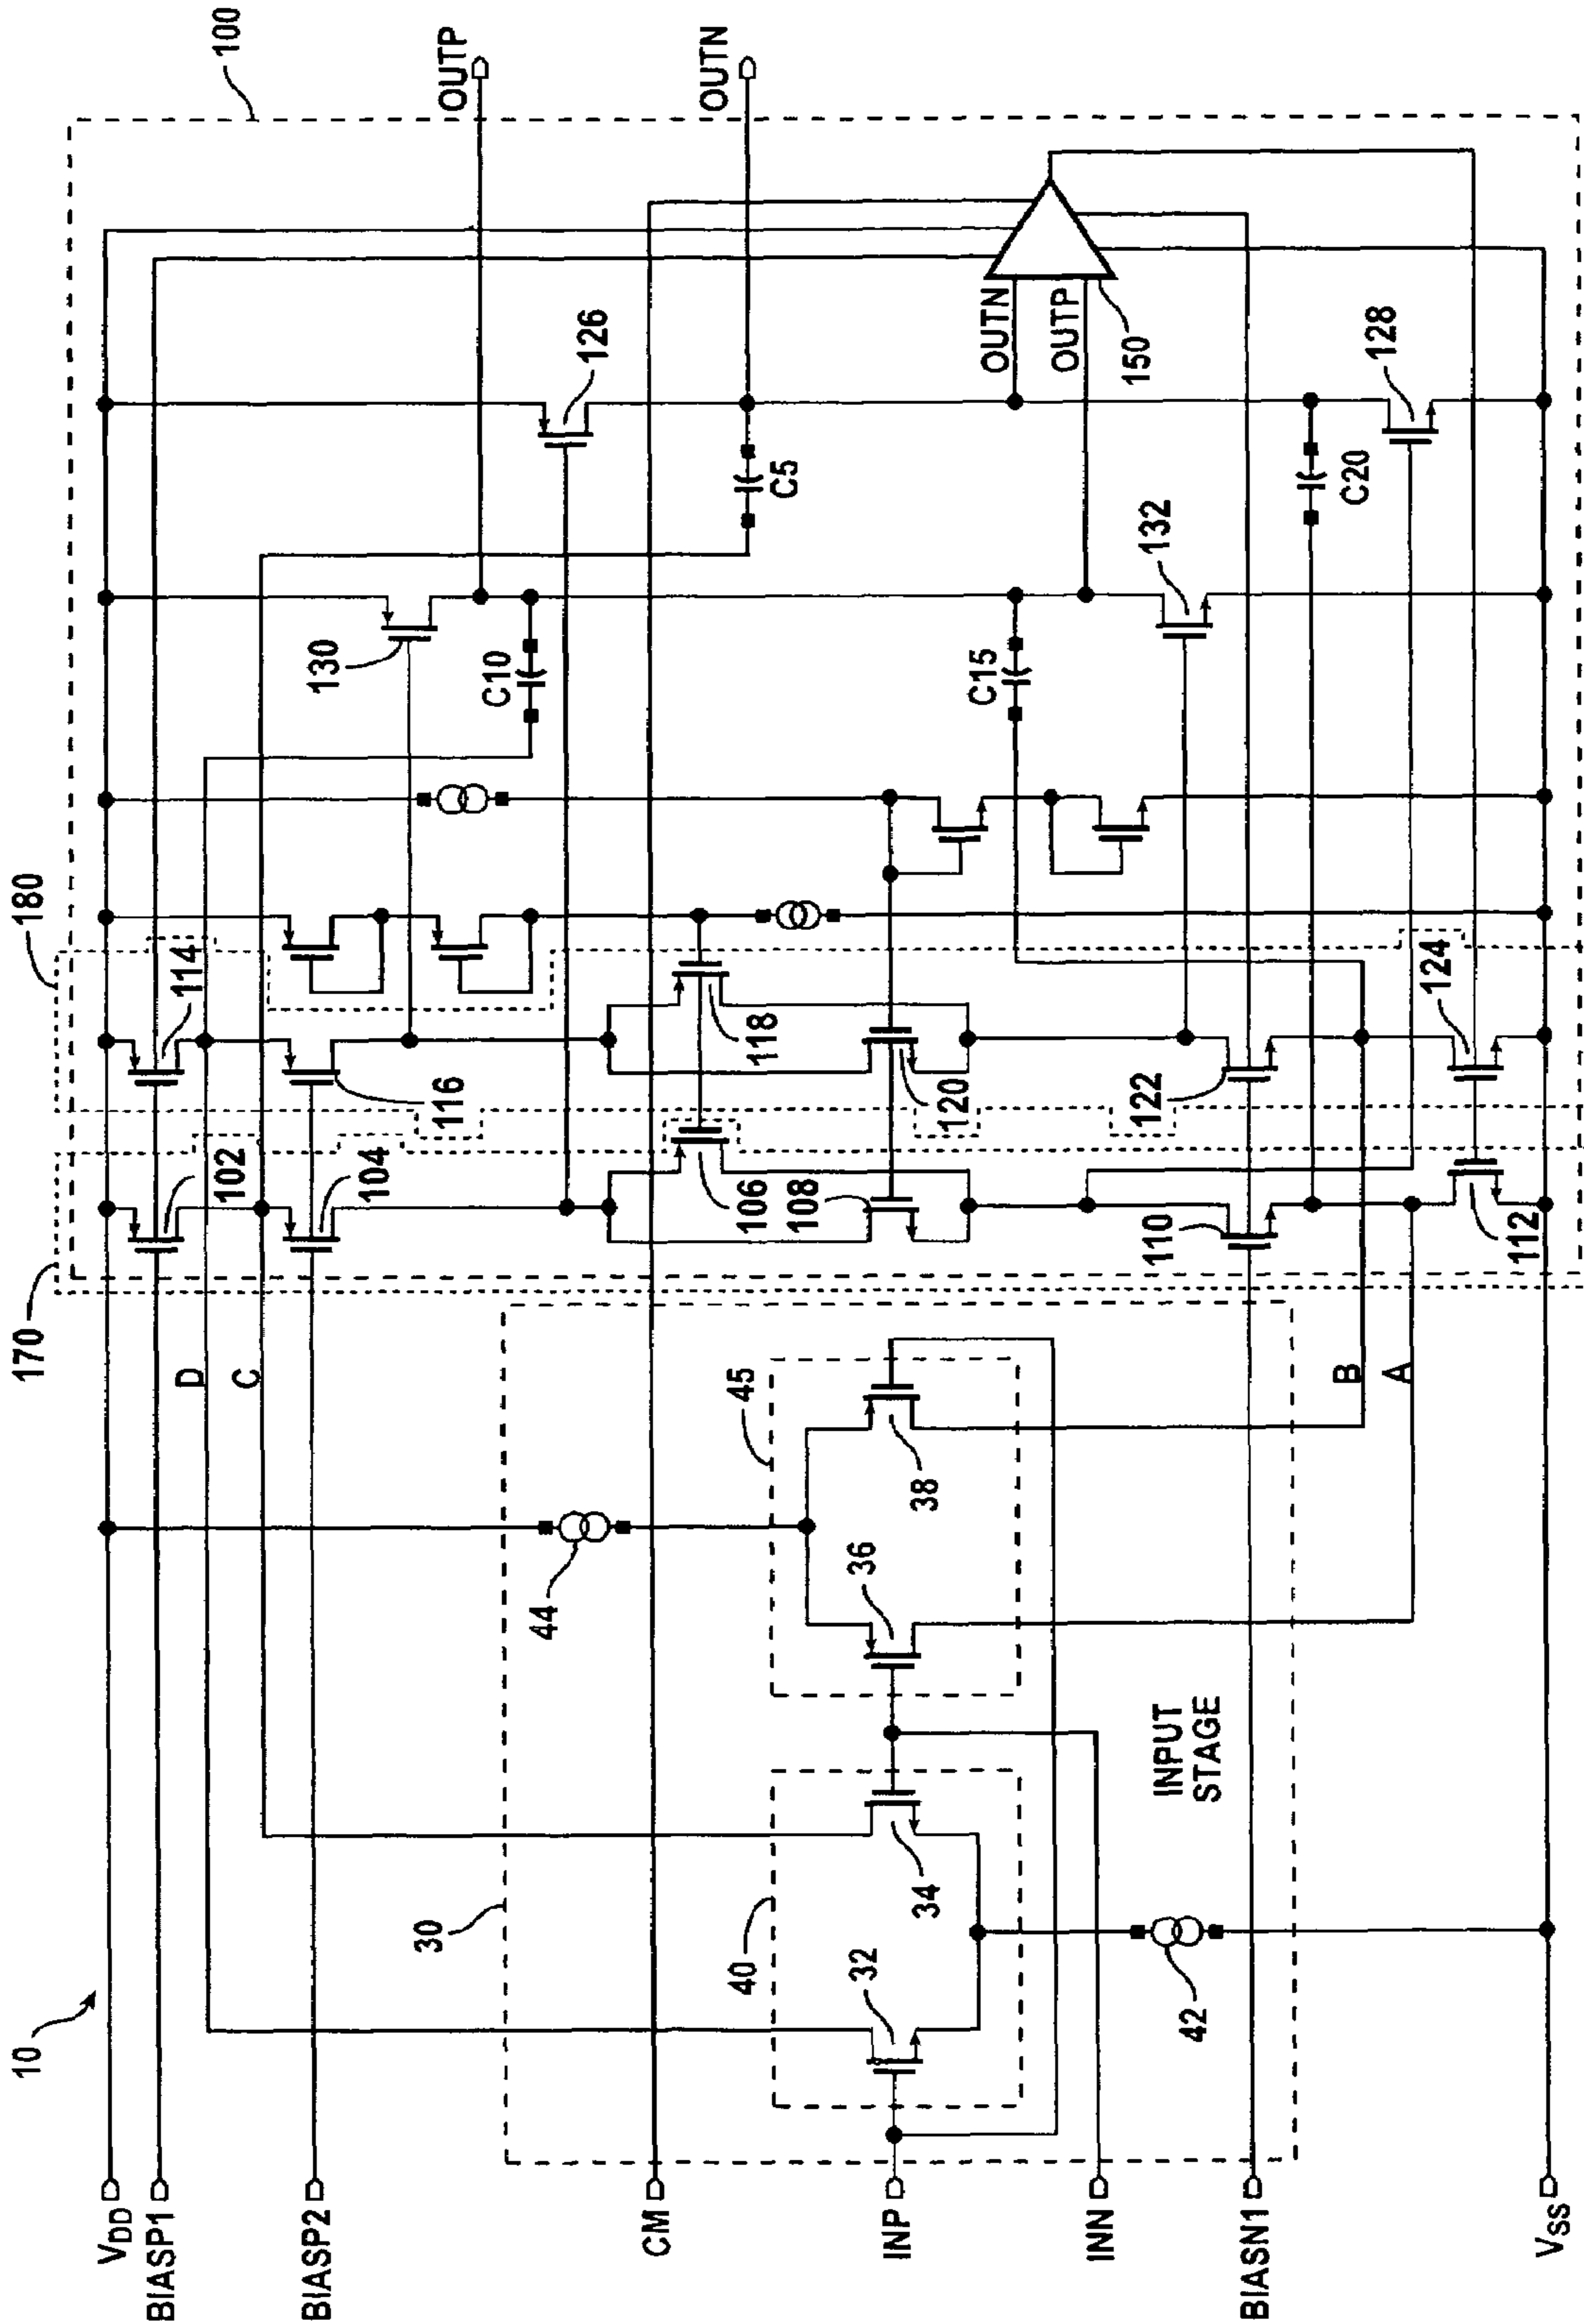 10
100
170
180
VDD
BIASP1
BIASP2
CM
INP
INN
BIASN1
VSS
D
C
B
A
30
40
32
34
42
44
45
36
38
INPUT
STAGE
102
104
106
108
110
112
114
116
118
120
122
124
130
C10
C15
132
126
C5
C20
128
OUTN
OUTP
150
OUTP
OUTN